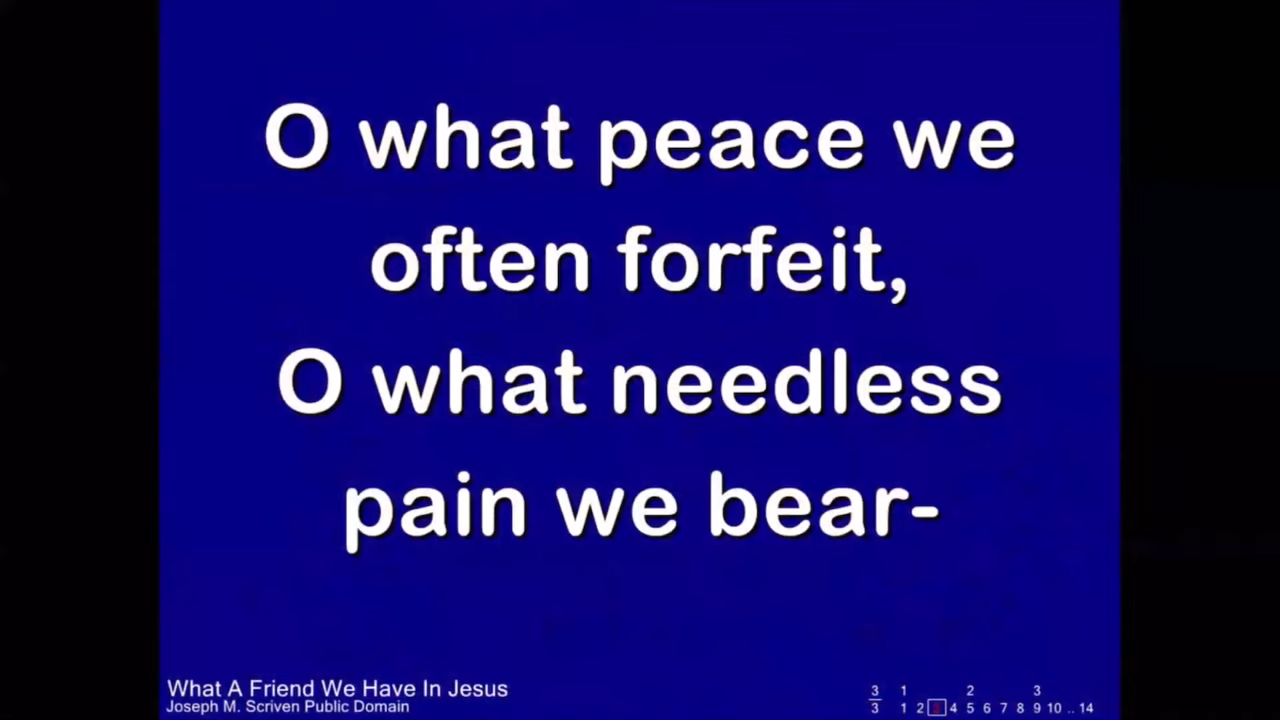 O what peace we
often forfeit,
O what needless
pain we bear-
What A Friend We Have In Jesus
Joseph M. Scriven Public Domain
3 1 2 3
3 1 2 3 4 5 6 7 8 9 10 .. 14